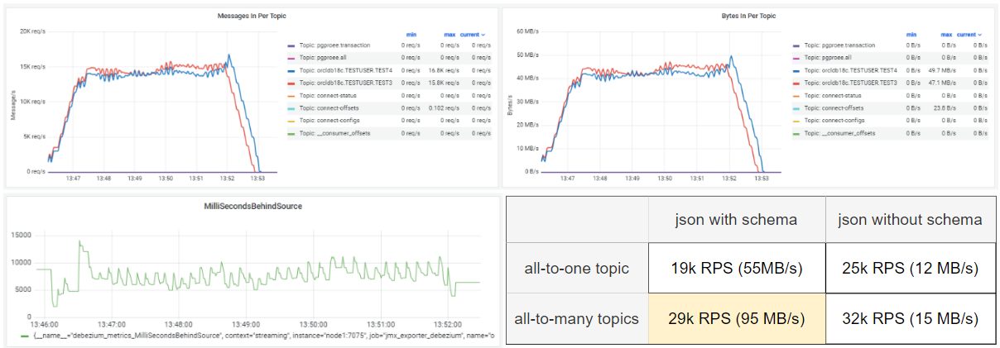 Messages In Per Topic
20K req/s
15K req/s
10K req/s
5K req/s
0 req/s
Message/s
13:47 13:48 13:49 13:50 13:51 13:52 13:53
min max current
Topic: pgproee.transaction 0 req/s 0 req/s 0 req/s
Topic: pgproee.all 0 req/s 0 req/s 0 req/s
Topic: orcldb18c.TESTUSER.TEST4 0 req/s 16.8K req/s 0 req/s
Topic: orcldb18c.TESTUSER.TEST3 0 req/s 15.8K req/s 0 req/s
Topic: connect-status 0 req/s 0 req/s 0 req/s
Topic: connect-offsets 0 req/s 0.102 req/s 0 req/s
Topic: connect-configs 0 req/s 0 req/s 0 req/s
Topic: __consumer_offsets 0 req/s 0 req/s 0 req/s
Bytes In Per Topic
60 MB/s
50 MB/s
40 MB/s
30 MB/s
20 MB/s
10 MB/s
0 B/s
Bytes/s
13:47 13:48 13:49 13:50 13:51 13:52 13:53
min max current
Topic: pgproee.transaction 0 B/s 0 B/s 0 B/s
Topic: pgproee.all 0 B/s 0 B/s 0 B/s
Topic: orcldb18c.TESTUSER.TEST4 0 B/s 49.7 MB/s 0 B/s
Topic: orcldb18c.TESTUSER.TEST3 0 B/s 47.1 MB/s 0 B/s
Topic: connect-status 0 B/s 0 B/s 0 B/s
Topic: connect-offsets 0 B/s 23.8 B/s 0 B/s
Topic: connect-configs 0 B/s 0 B/s 0 B/s
Topic: __consumer_offsets 0 B/s 0 B/s 0 B/s
MilliSecondsBehindSource
15000
10000
5000
0
13:46:00 13:47:00 13:48:00 13:49:00 13:50:00 13:51:00 13:52:00
{__name__="debezium_metrics_MilliSecondsBehindSource", context="streaming", instance="node1:7075", job="jmx_exporter_debezium", name="o
json with schema json without schema
all-to-one topic 19k RPS (55MB/s) 25k RPS (12 MB/s)
all-to-many topics 29k RPS (95 MB/s) 32k RPS (15 MB/s)